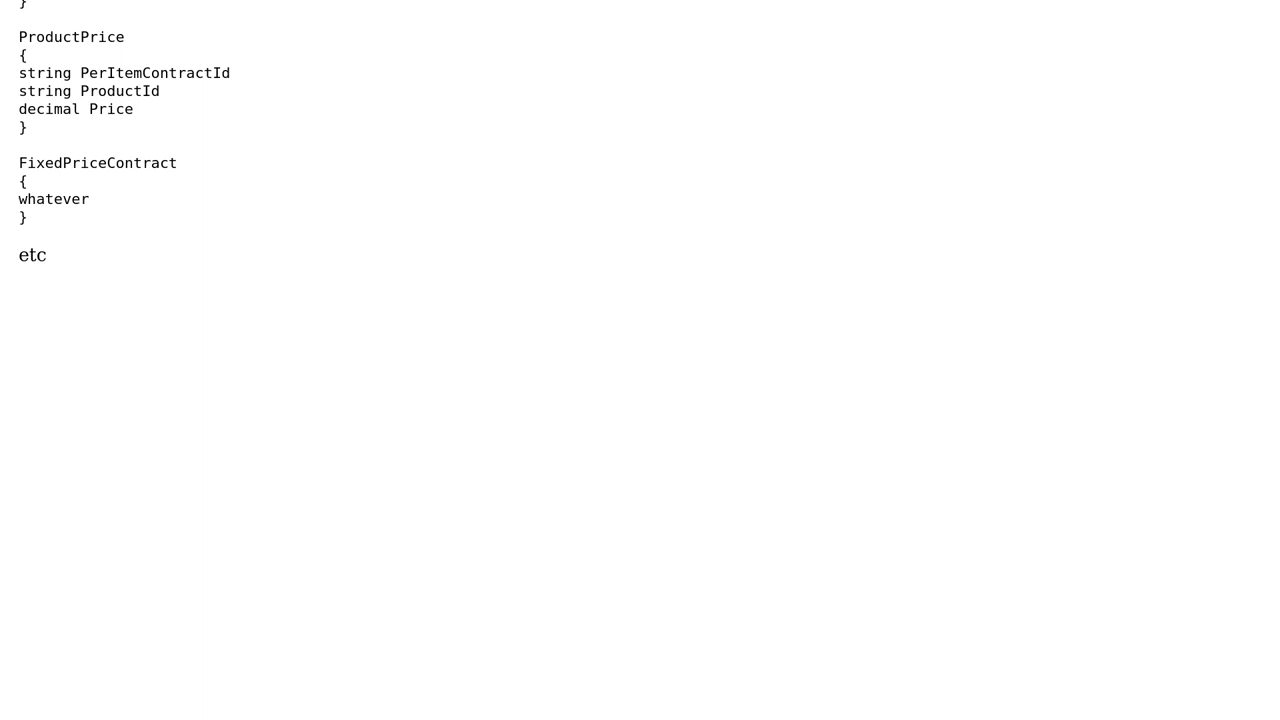 }
ProductPrice
{
string PerItemContractId
string ProductId
decimal Price
}
FixedPriceContract
{
whatever
}
etc